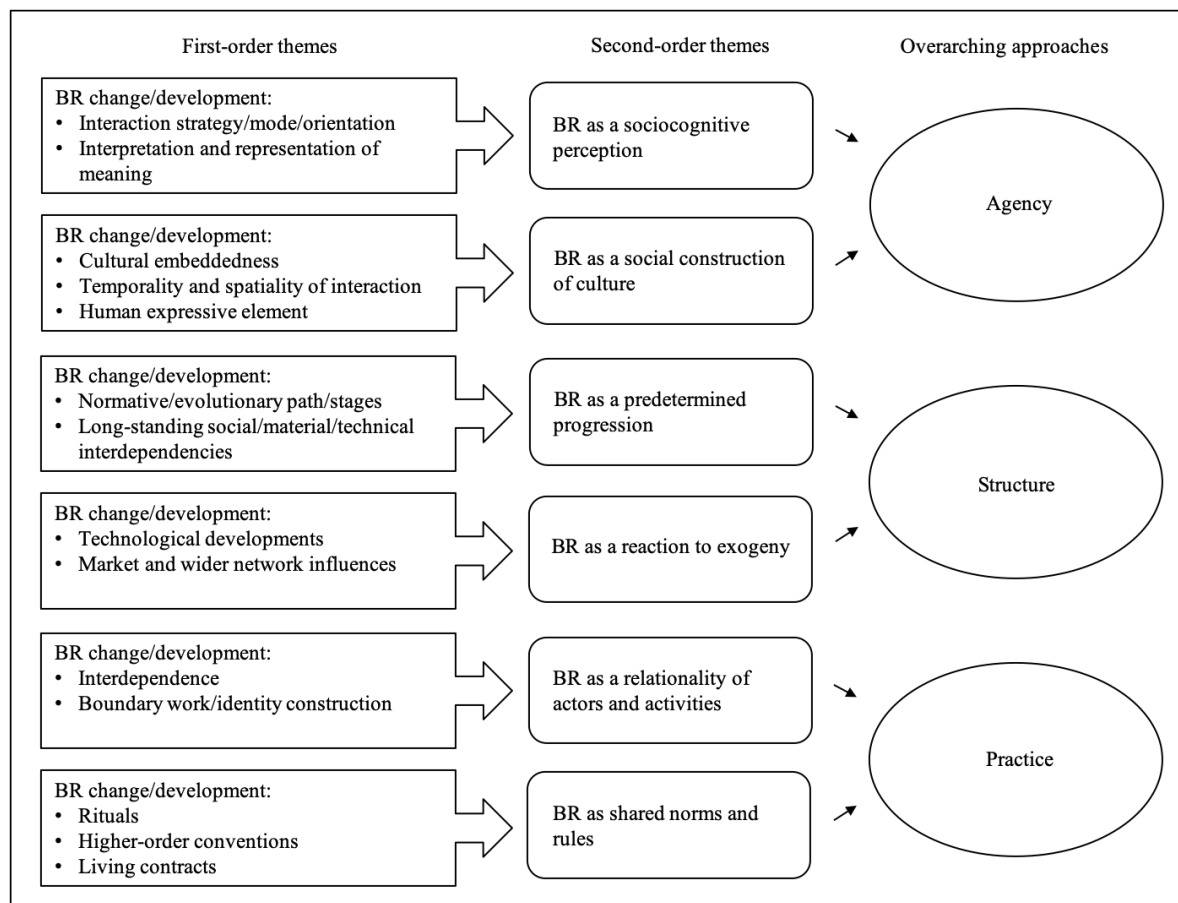 First-order themes
Second-order themes
Overarching approaches
BR change/development:
• Interaction strategy/mode/orientation
• Interpretation and representation of
meaning
BR as a sociocognitive
perception
Agency
BR change/development:
• Cultural embeddedness
• Temporality and spatiality of interaction
• Human expressive element
BR as a social construction
of culture
BR change/development:
• Normative/evolutionary path/stages
• Long-standing social/material/technical
interdependencies
BR as a predetermined
progression
Structure
BR change/development:
• Technological developments
• Market and wider network influences
BR as a reaction to exogeny
BR change/development:
• Interdependence
• Boundary work/identity construction
BR as a relationality of
actors and activities
Practice
BR change/development:
• Rituals
• Higher-order conventions
• Living contracts
BR as shared norms and
rules